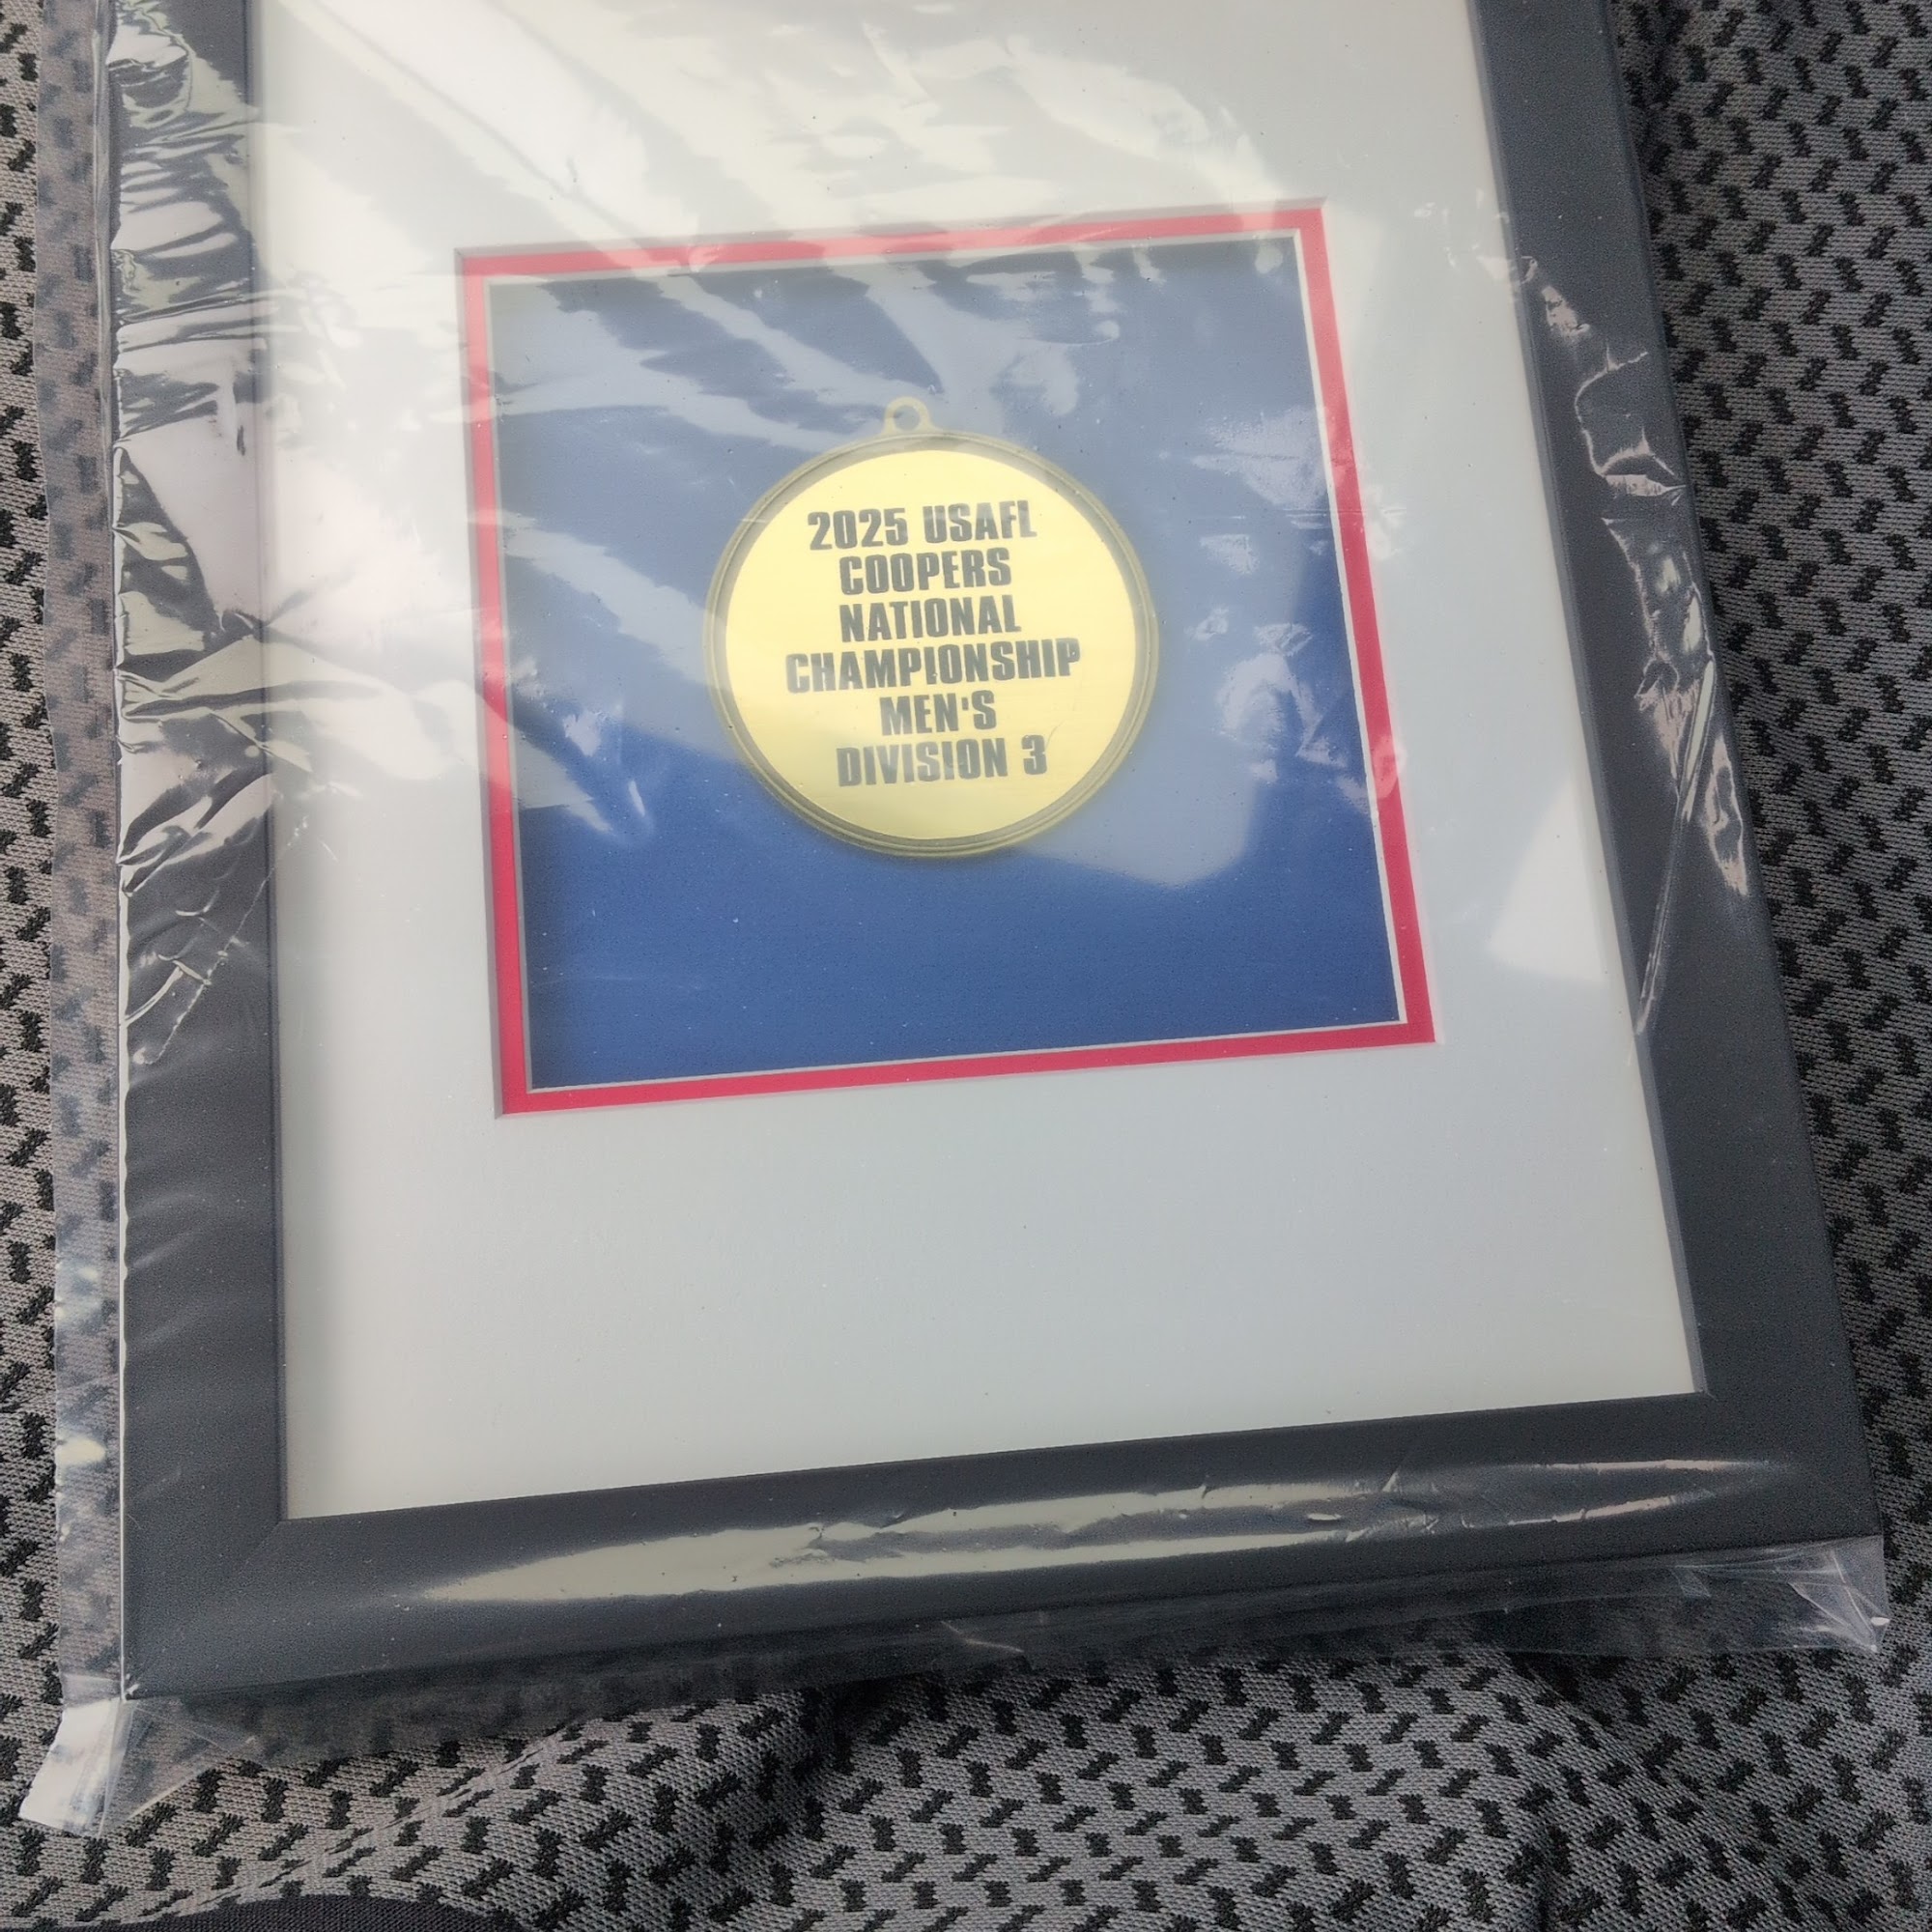 2025 USAFL
COOPERS
NATIONAL
CHAMPIONSHIP
MEN'S
DIVISION 3